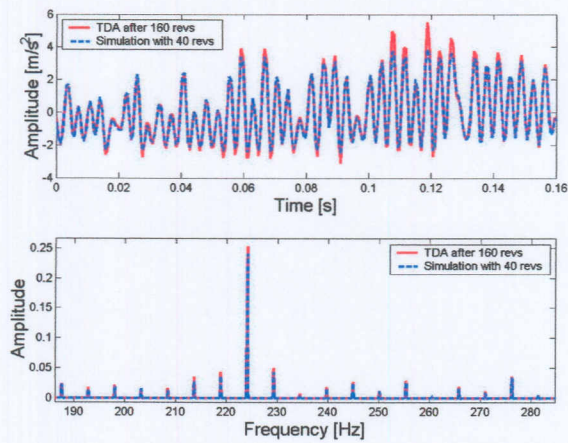 6
4
2
0
-2
-4
Amplitude [m/s²]
TDA after 160 revs
Simulation with 40 revs
0 0.02 0.04 0.06 0.08 0.1 0.12 0.14 0.16
Time [s]
0.25
0.2
0.15
0.1
0.05
0
Amplitude
TDA after 160 revs
Simulation with 40 revs
190 200 210 220 230 240 250 260 270 280
Frequency [Hz]